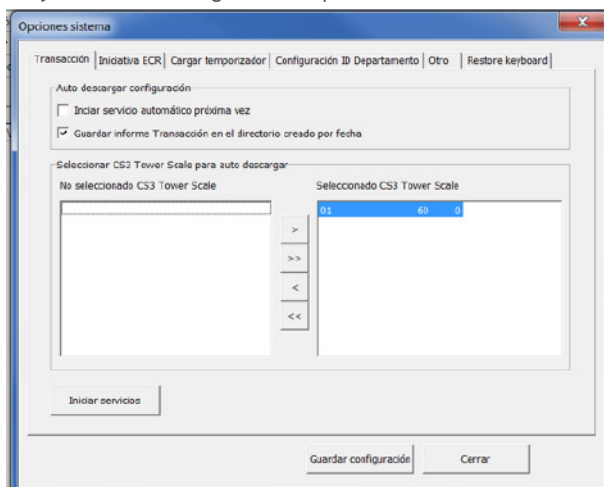 Opciones sistema
Transacción Iniciativa ECR Cargar temporizador Configuración ID Departamento Otro Restore keyboard
Auto descargar configuración
Inciar servicio automático próxima vez
Guardar informe Transacción en el directorio creado por fecha
Seleccionar CS3 Tower Scale para auto descargar
No seleccionado CS3 Tower Scale Seleccionado CS3 Tower Scale
01 60 0
>
>>
<
<<
Iniciar servicios
Guardar configuración Cerrar